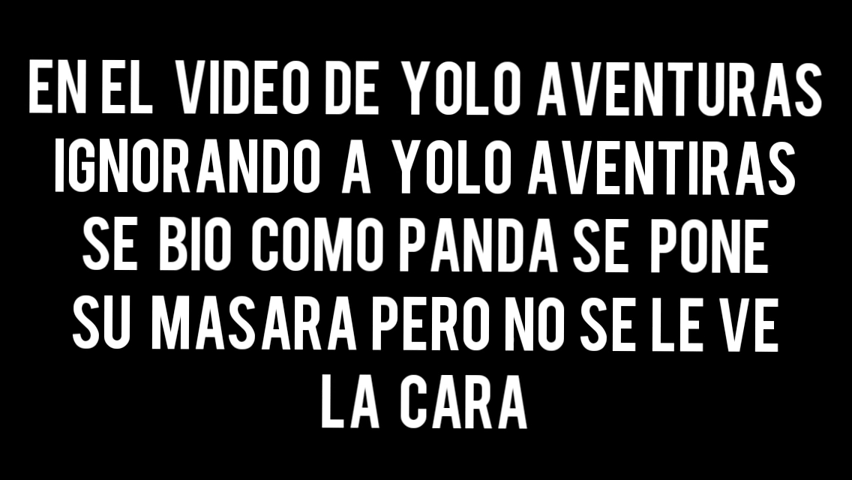 EN EL VIDEO DE YOLO AVENTURAS
IGNORANDO A YOLO AVENTIRAS
SE BIO COMO PANDA SE PONE
SU MASARA PERO NO SE LE VE
LA CARA